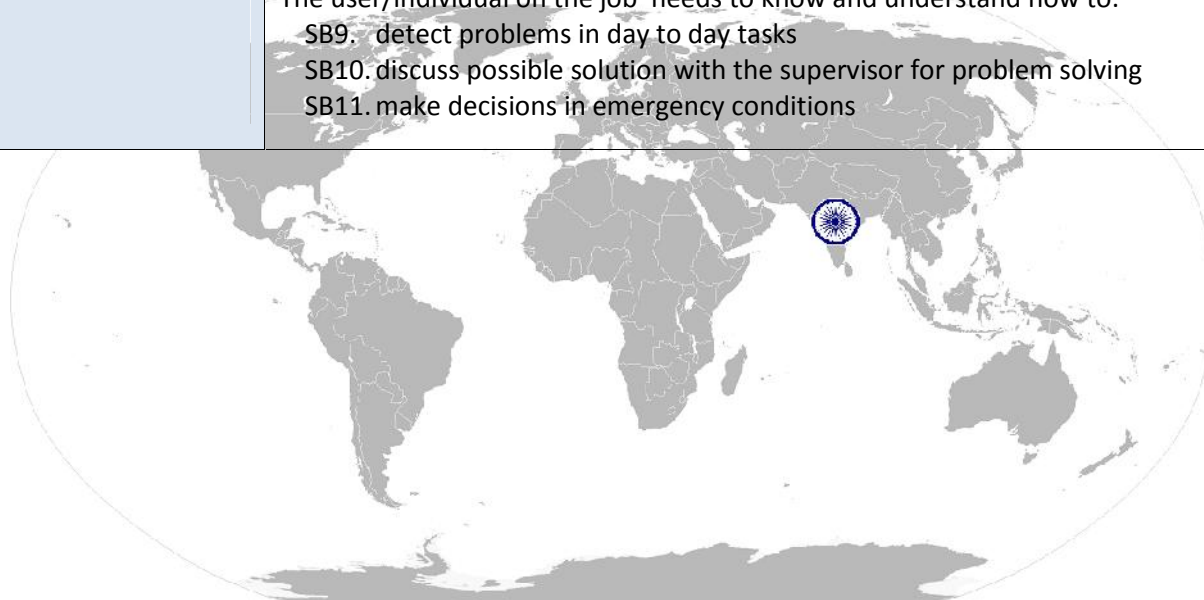 The user/individual on the job needs to know and understand how to:
SB9. detect problems in day to day tasks
SB10. discuss possible solution with the supervisor for problem solving
SB11. make decisions in emergency conditions